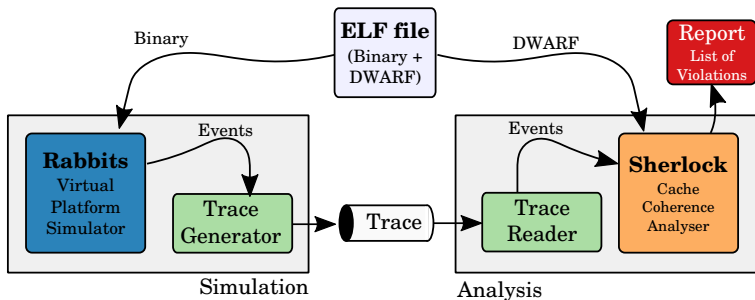 ELF file
(Binary +
DWARF)
Binary
DWARF
Report
List of
Violations
Events
Rabbits
Virtual
Platform
Simulator
Trace
Generator
Simulation
Trace
Events
Trace
Reader
Sherlock
Cache
Coherence
Analyser
Analysis